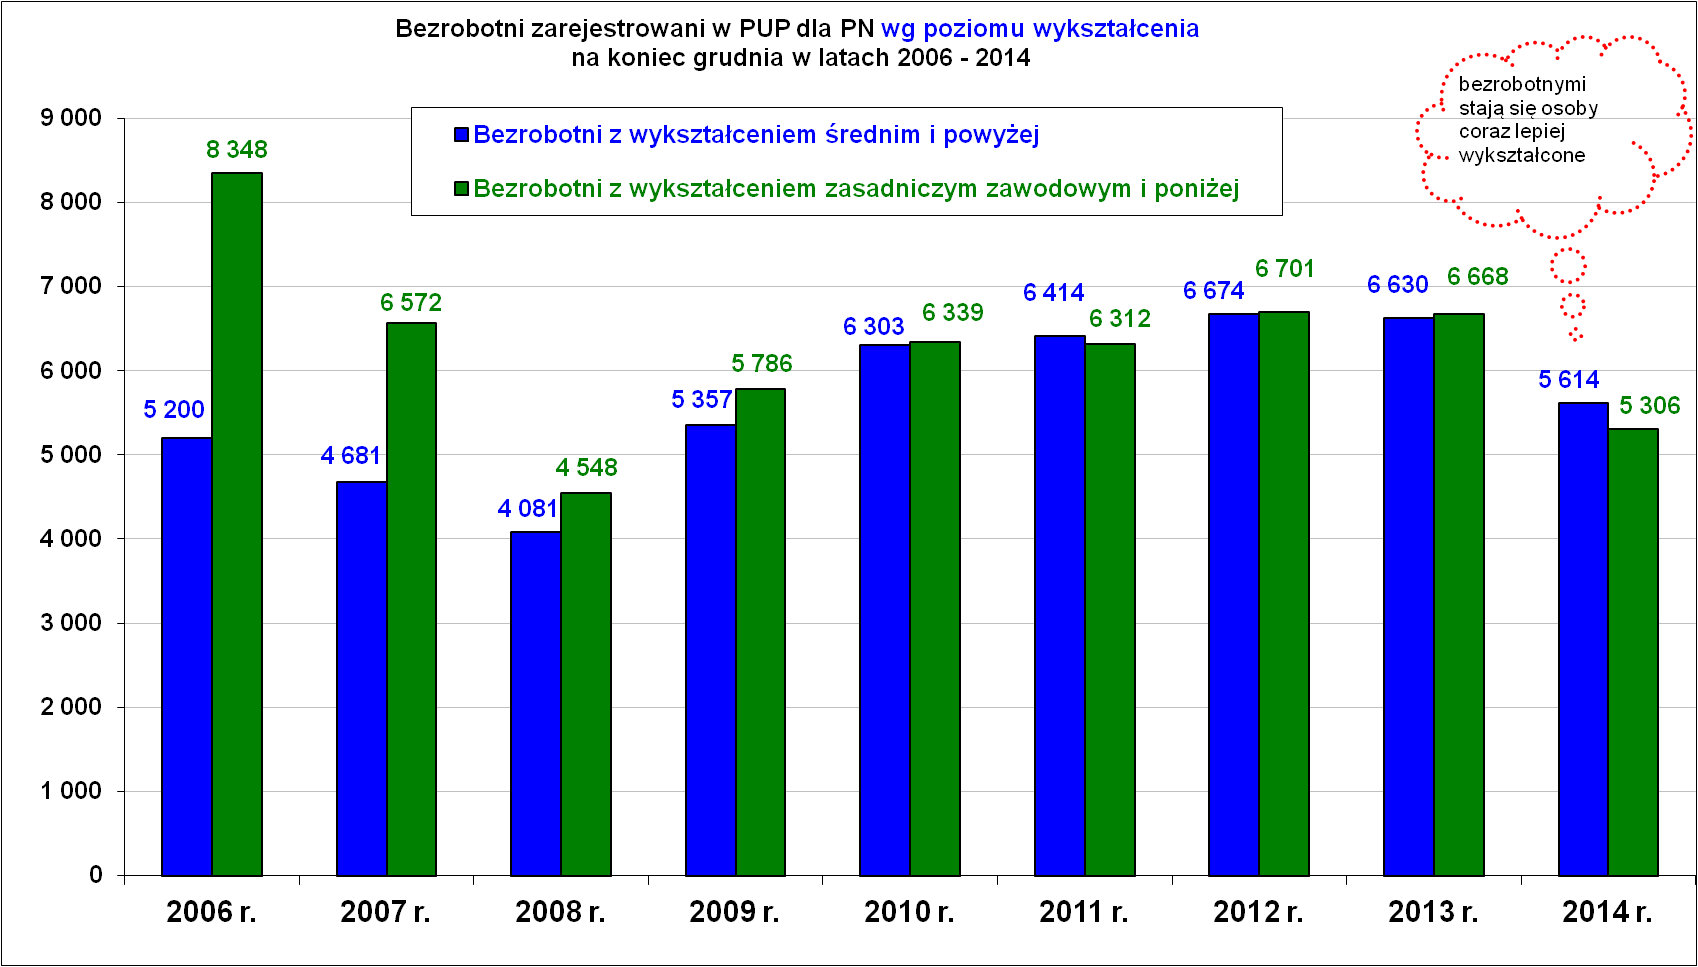 Bezrobotni zarejestrowani w PUP dla PN wg poziomu wykształcenia
na koniec grudnia w latach 2006 - 2014
bezrobotnymi
stają się osoby
coraz lepiej
wykształcone
Bezrobotni z wykształceniem średnim i powyżej
Bezrobotni z wykształceniem zasadniczym zawodowym i poniżej
9 000
8 000
7 000
6 000
5 000
4 000
3 000
2 000
1 000
0
5 200
8 348
4 681
6 572
4 081
4 548
5 357
5 786
6 303
6 339
6 414
6 312
6 674
6 701
6 630
6 668
5 614
5 306
2006 r.
2007 r.
2008 r.
2009 r.
2010 r.
2011 r.
2012 r.
2013 r.
2014 r.